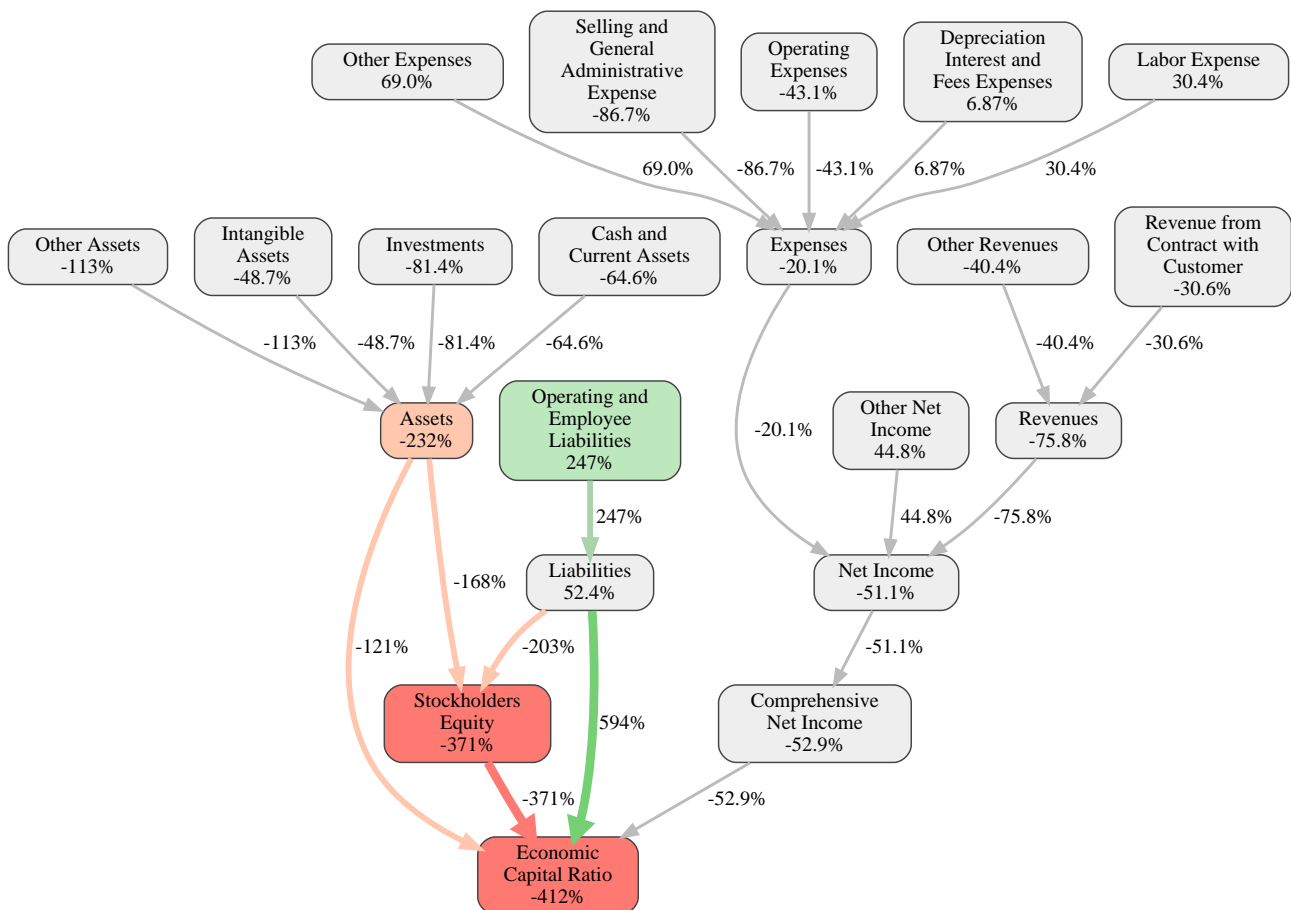 Other Expenses
69.0%
Selling and
General
Administrative
Expense
-86.7%
Operating
Expenses
-43.1%
Depreciation
Interest and
Fees Expenses
6.87%
Labor Expense
30.4%
69.0%
-86.7%
-43.1%
6.87%
30.4%
Other Assets
-113%
Intangible
Assets
-48.7%
Investments
-81.4%
Cash and
Current Assets
-64.6%
Expenses
-20.1%
Other Revenues
-40.4%
Revenue from
Contract with
Customer
-30.6%
-113%
-48.7%
-81.4%
-64.6%
-40.4%
-30.6%
Assets
-232%
Operating and
Employee
Liabilities
247%
-20.1%
Other Net
Income
44.8%
Revenues
-75.8%
247%
44.8%
-75.8%
-168%
Liabilities
52.4%
Net Income
-51.1%
-121%
-203%
-51.1%
Stockholders
Equity
-371%
594%
Comprehensive
Net Income
-52.9%
-371%
-52.9%
Economic
Capital Ratio
-412%